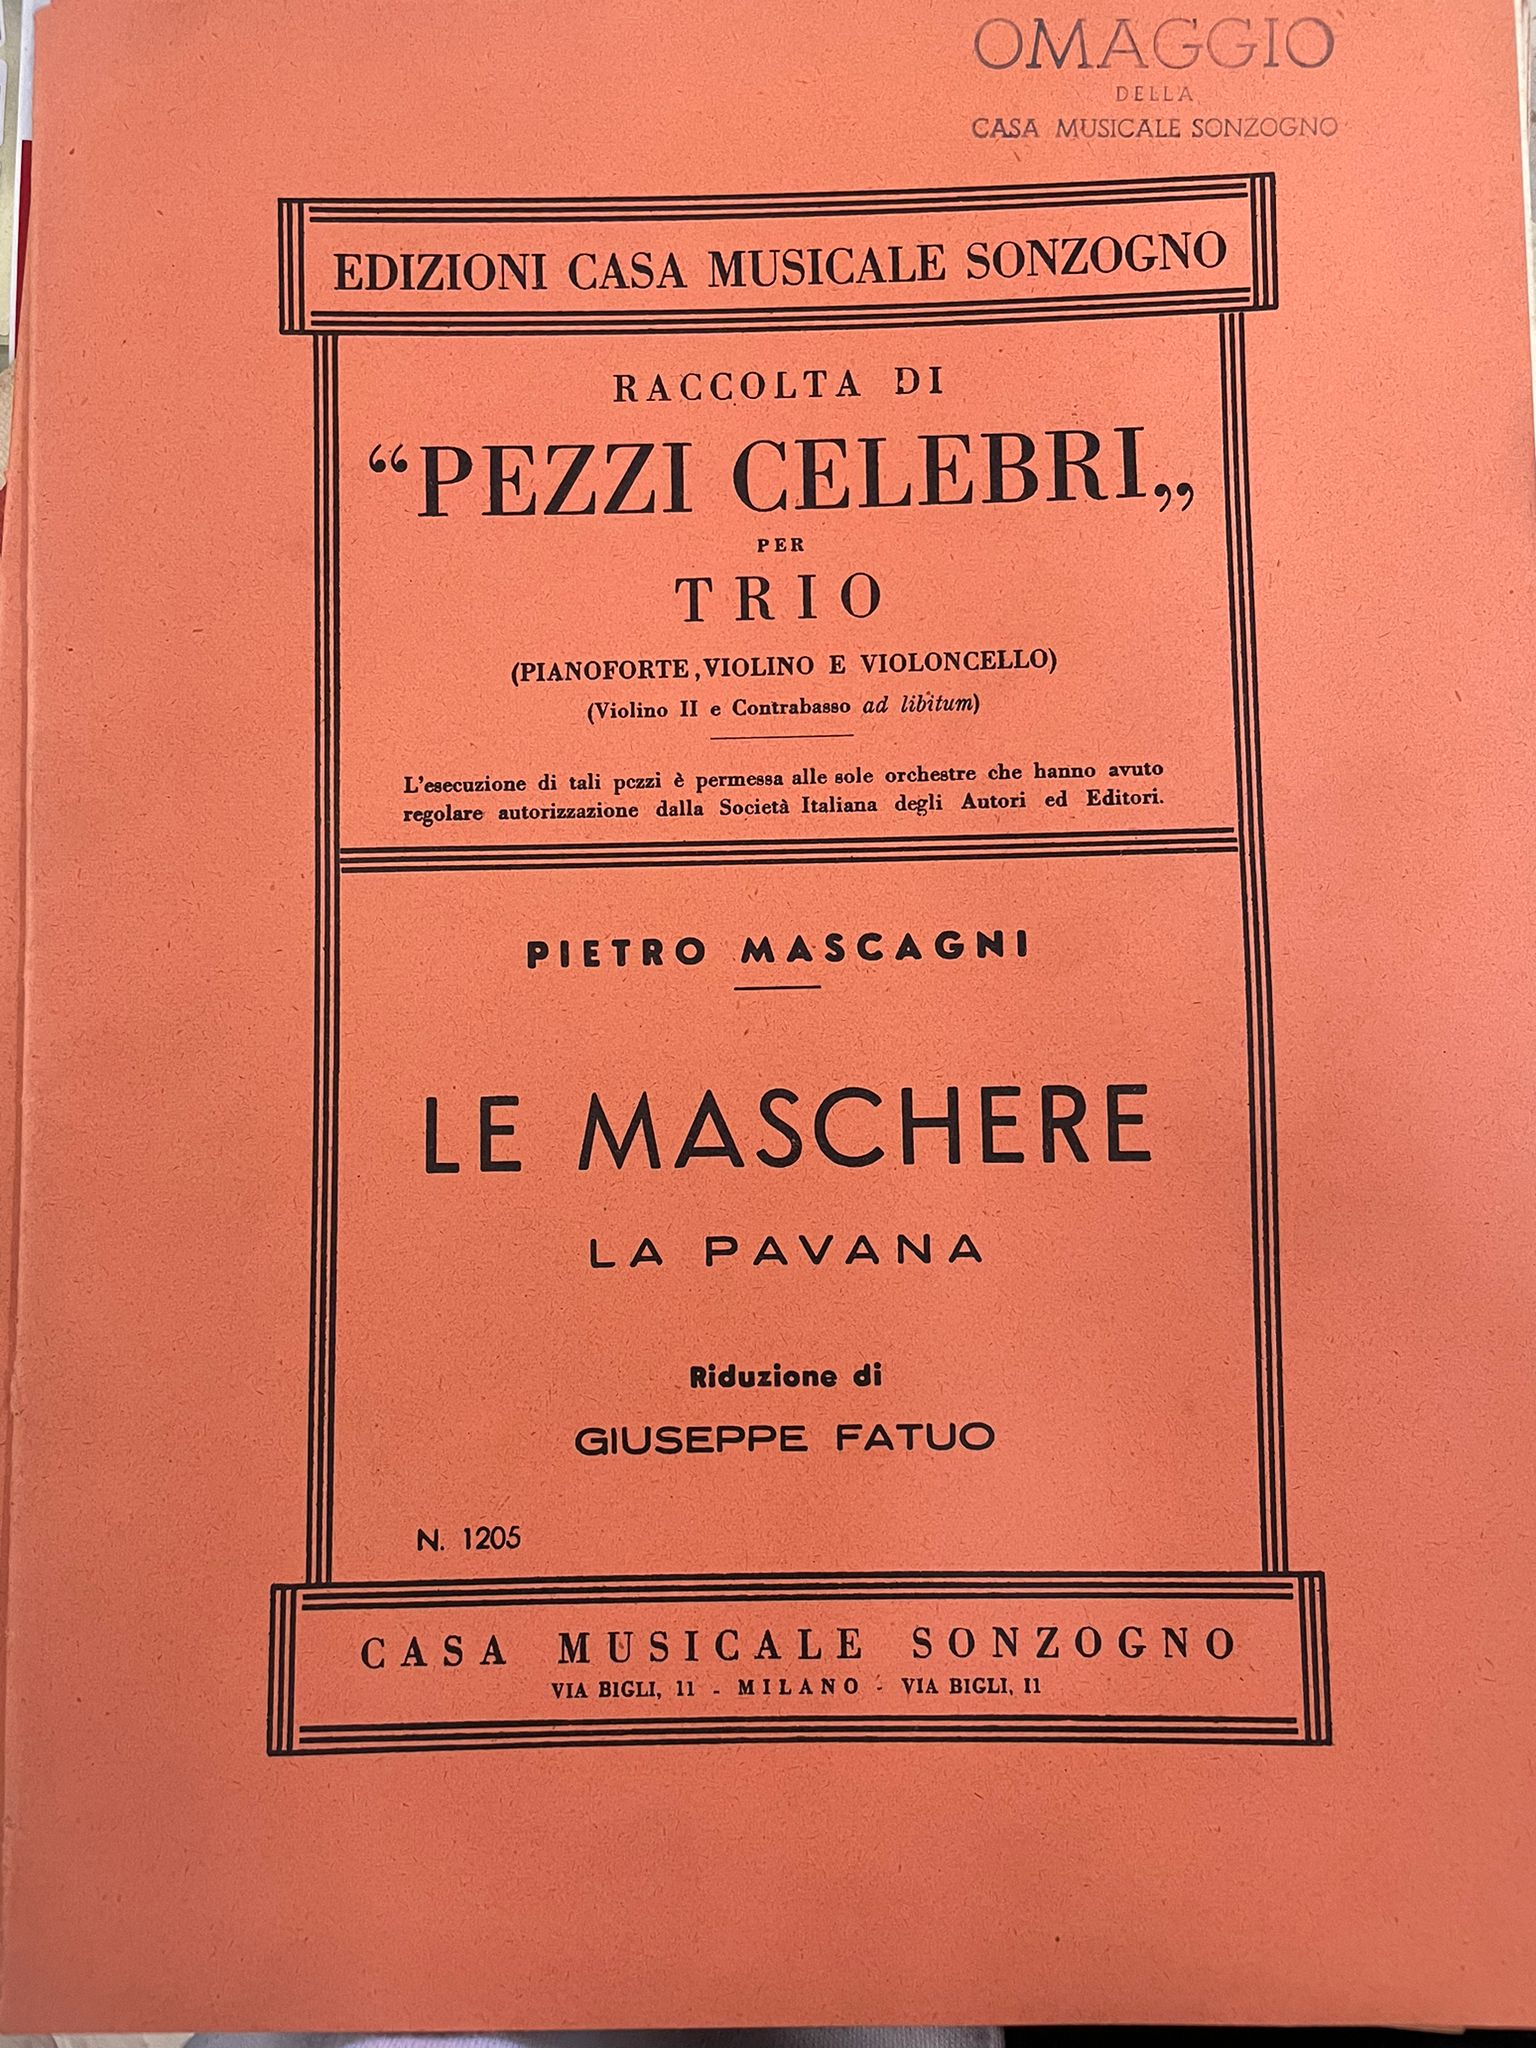 OMAGGIO
DELLA
CASA MUSICALE SONZOGNO
EDIZIONI CASA MUSICALE SONZOGNO
RACCOLTA DI
“PEZZI CELEBRI„
PER
TRIO
(PIANOFORTE, VIOLINO E VIOLONCELLO)
(Violino II e Contrabasso ad libitum)
L'esecuzione di tali pezzi è permessa alle sole orchestre che hanno avuto
regolare autorizzazione dalla Società Italiana degli Autori ed Editori.
PIETRO MASCAGNI
LE MASCHERE
LA PAVANA
Riduzione di
GIUSEPPE FATUO
N. 1205
CASA MUSICALE SONZOGNO
VIA BIGLI, 11 - MILANO - VIA BIGLI, 11